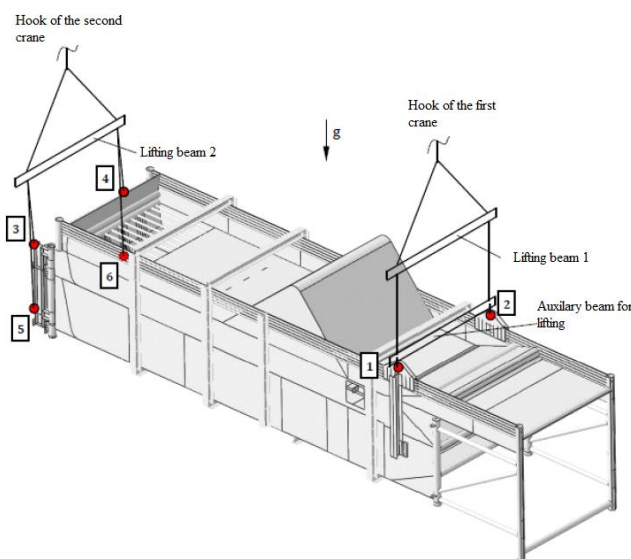 Hook of the second
crane
Hook of the first
crane
Lifting beam 2
g
4
3
Lifting beam 1
6
2
Auxilary beam for
lifting
5
1